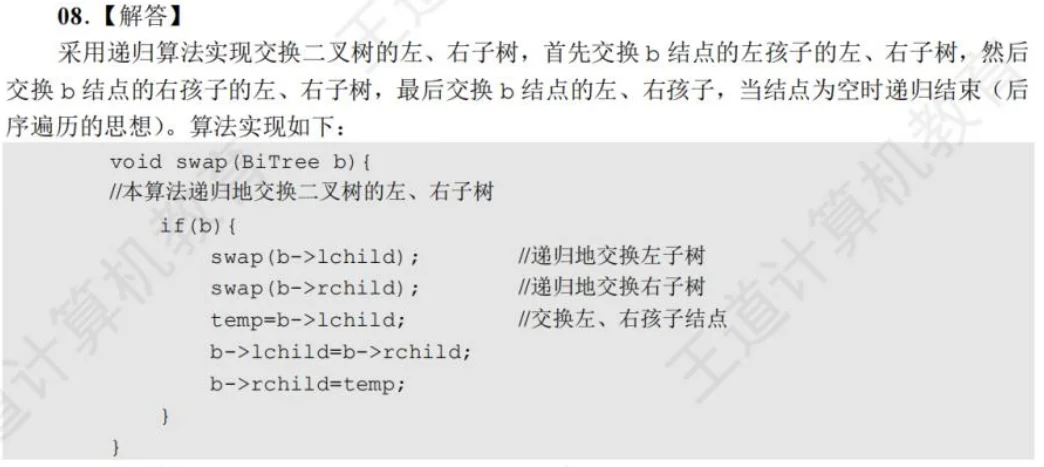 08.【解答】
采用递归算法实现交换二叉树的左、右子树，首先交换 b 结点的左孩子的左、右子树，然后
交换 b 结点的右孩子的左、右子树，最后交换 b 结点的左、右孩子，当结点为空时递归结束（后
序遍历的思想）。算法实现如下：
void swap(BiTree b){
//本算法递归地交换二叉树的左、右子树
if(b){
swap(b->lchild); //递归地交换左子树
swap(b->rchild); //递归地交换右子树
temp=b->lchild; //交换左、右孩子结点
b->lchild=b->rchild;
b->rchild=temp;
}
}
王道计算机教育
王道计算机教育